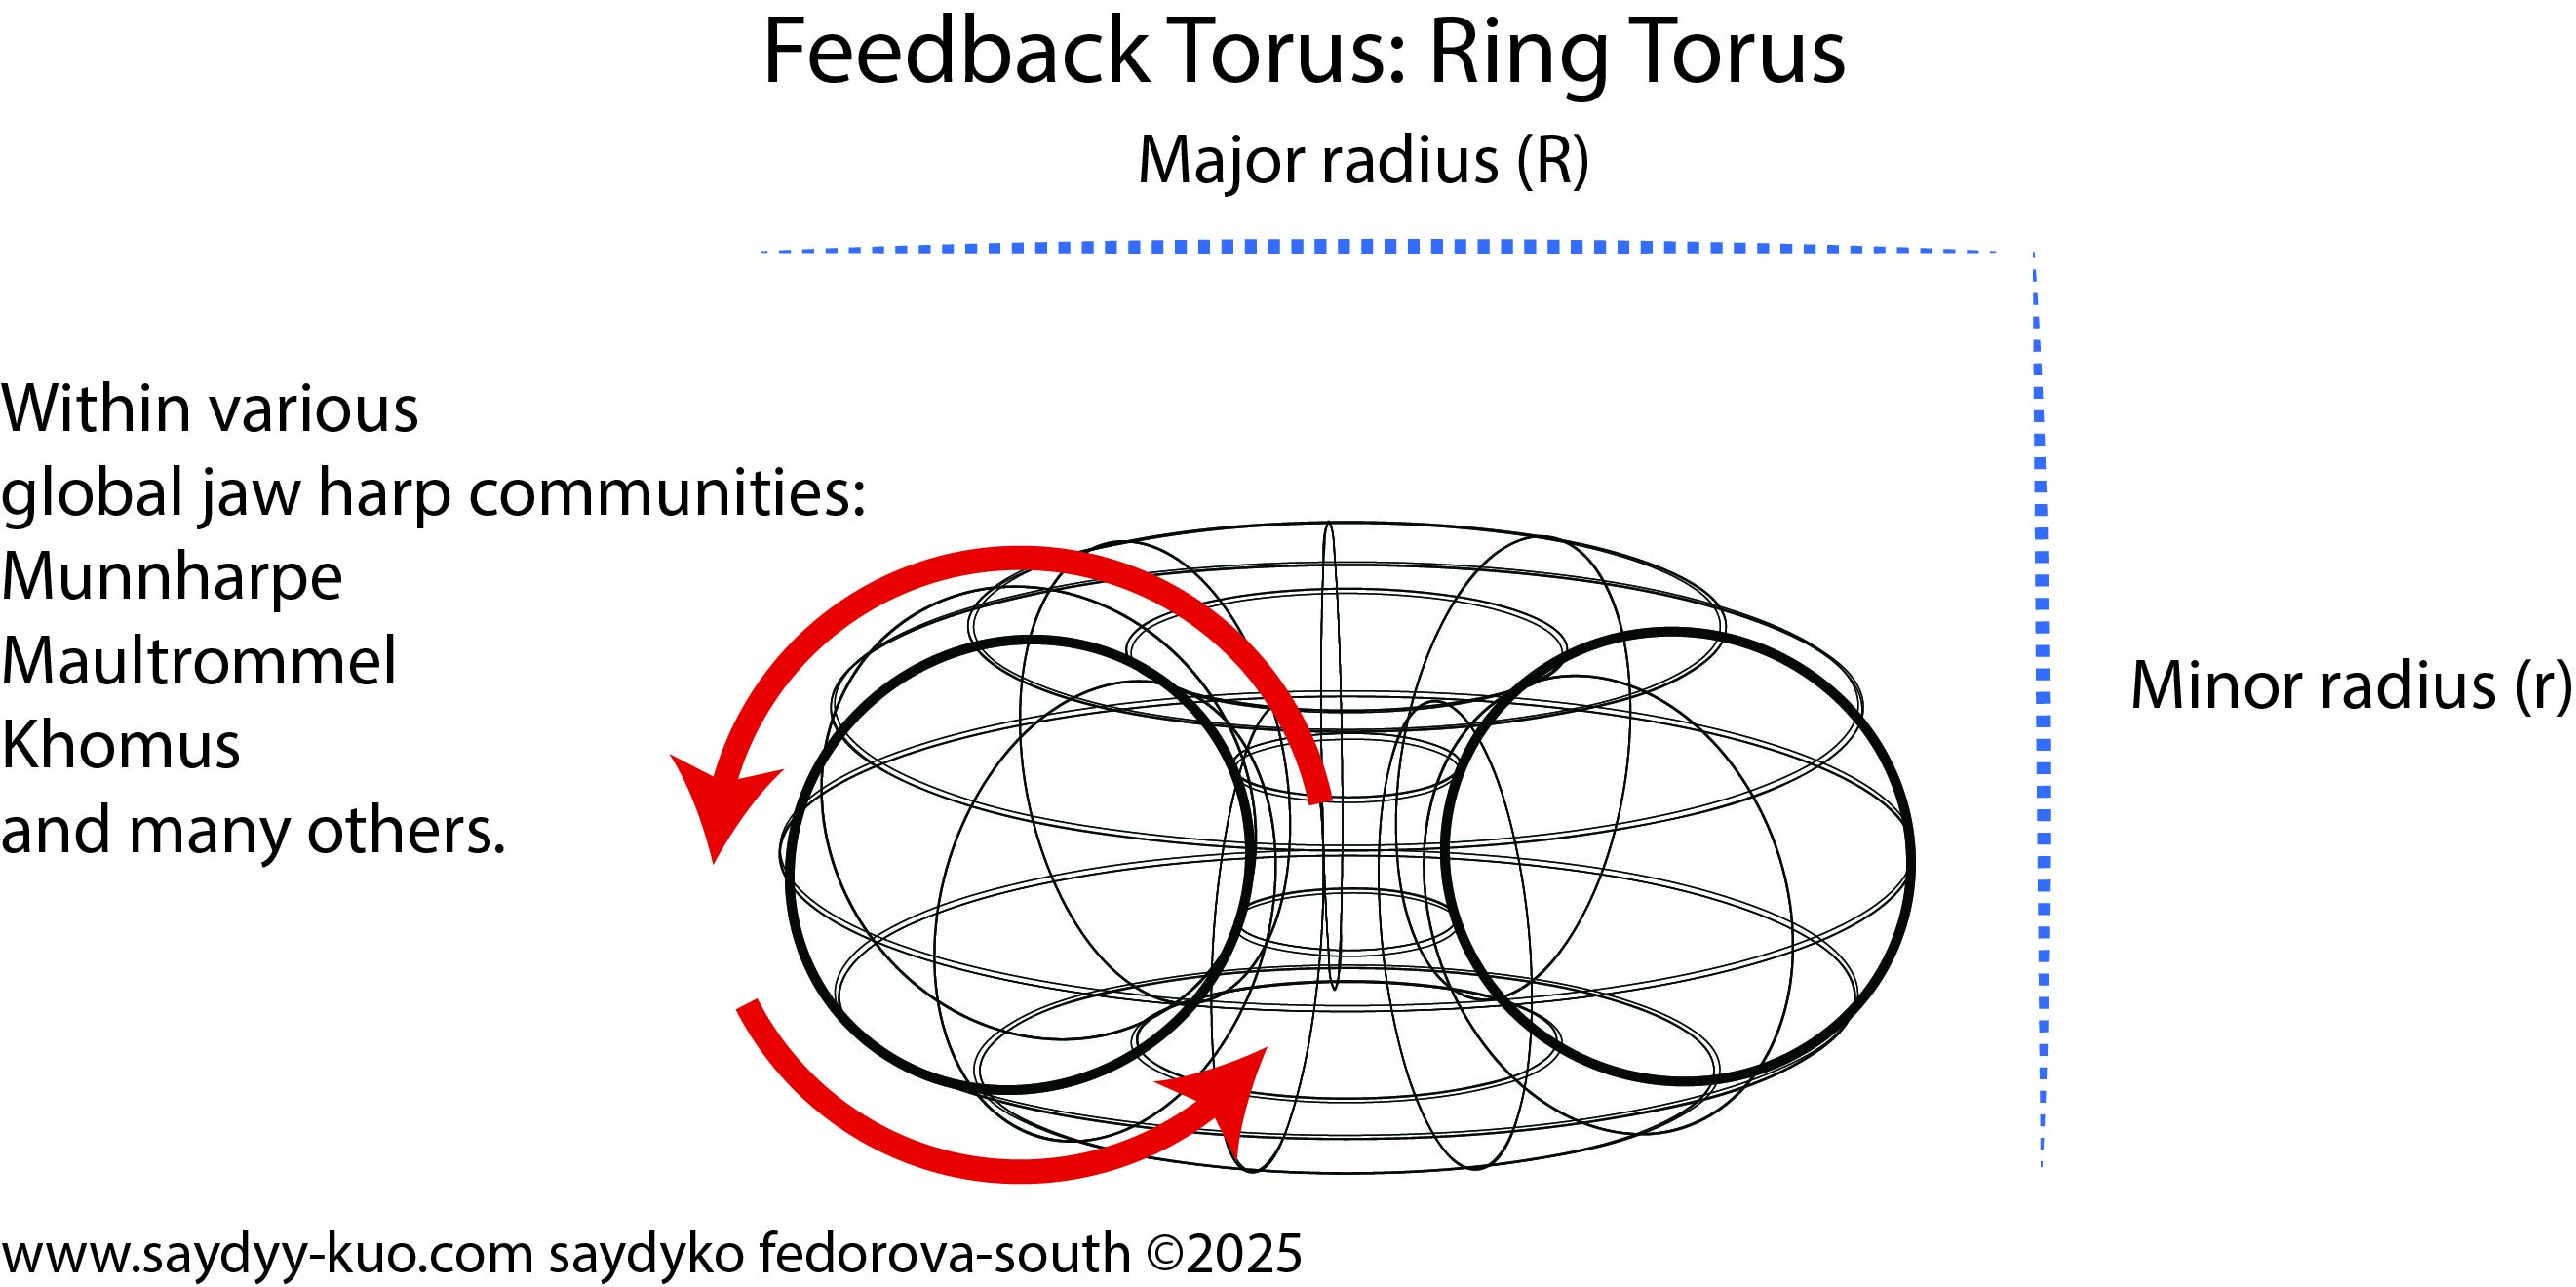 Feedback Torus: Ring Torus
Major radius (R)
Within various
global jaw harp communities:
Munnharpe
Maultrommel
Khomus
and many others.
Minor radius (r)
www.saydyy-kuo.com saydyko fedorova-south ©2025